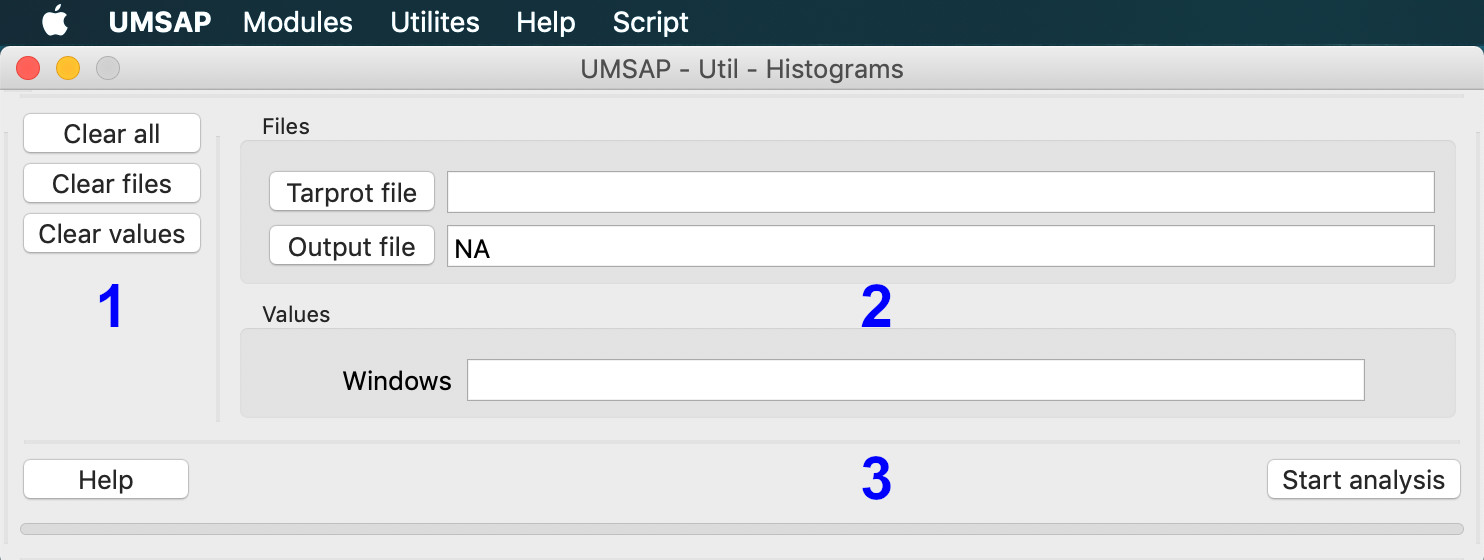 UMSAP Modules Utilites Help Script
UMSAP - Util - Histograms
Clear all
Clear files
Clear values
1
Files
Tarprot file
Output file NA
2
Values
Windows
Help
3
Start analysis